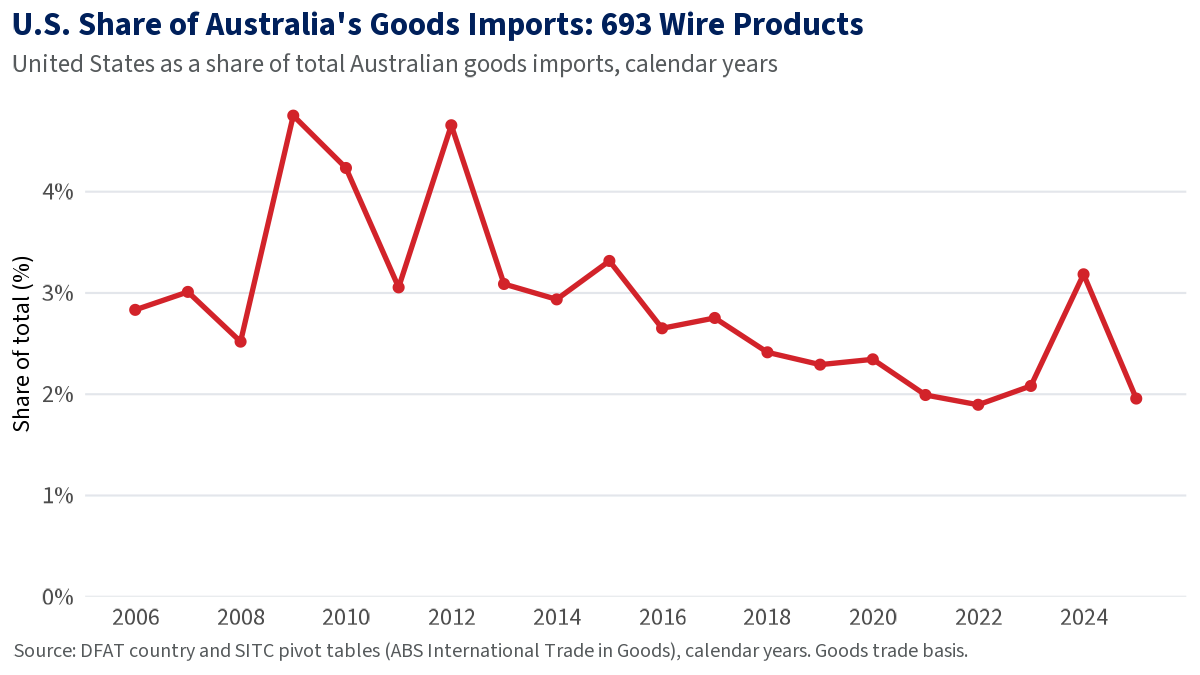 U.S. Share of Australia's Goods Imports: 693 Wire Products
United States as a share of total Australian goods imports, calendar years
Share of total (%)
4%
3%
2%
1%
0%
2006 2008 2010 2012 2014 2016 2018 2020 2022 2024
Source: DFAT country and SITC pivot tables (ABS International Trade in Goods), calendar years. Goods trade basis.